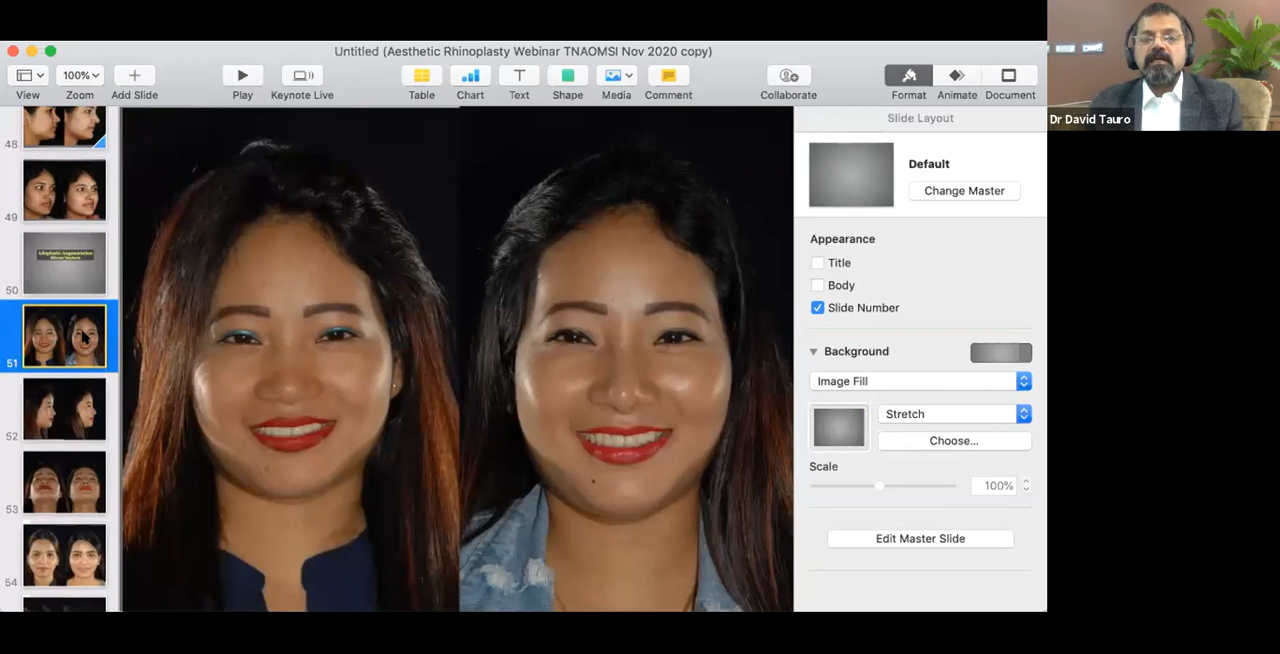 Untitled (Aesthetic Rhinoplasty Webinar TNAOMSI Nov 2020 copy)
100%
View
Zoom
Add Slide
Play
Keynote Live
Table
Chart
Text
Shape
Media
Comment
Collaborate
Format
Animate
Document
Dr David Tauro
Slide Layout
Default
Change Master
Appearance
Title
Body
Slide Number
Background
Image Fill
Stretch
Choose...
Scale
100%
Edit Master Slide
48
49
50
51
52
53
54